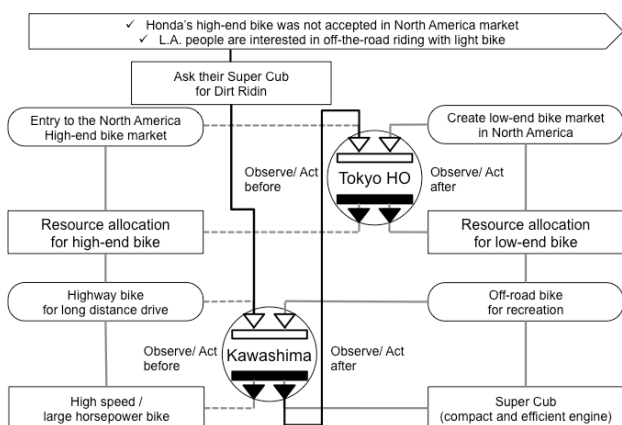 ✓ Honda's high-end bike was not accepted in North America market
✓ L.A. people are interested in off-the-road riding with light bike
Ask their Super Cub
for Dirt Ridin
Entry to the North America
High-end bike market
Create low-end bike market
in North America
Observe/ Act
before
Tokyo HO
Observe/ Act
after
Resource allocation
for high-end bike
Resource allocation
for low-end bike
Highway bike
for long distance drive
Off-road bike
for recreation
Observe/ Act
before
Kawashima
Observe/ Act
after
High speed /
large horsepower bike
Super Cub
(compact and efficient engine)